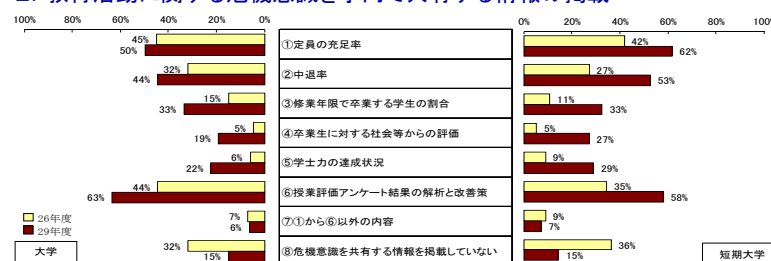 100% 80% 60% 40% 20% 0%
0% 20% 40% 60% 80% 100%
45% 50% ①定員の充足率 42% 62%
32% 44% ②中退率 27% 53%
15% 33% ③修業年限で卒業する学生の割合 11% 33%
5% 19% ④卒業生に対する社会等からの評価 5% 27%
6% 22% ⑤学士力の達成状況 9% 29%
44% 63% ⑥授業評価アンケート結果の解析と改善策 35% 58%
7% 6% ⑦①から⑥以外の内容 9% 7%
32% 15% ⑧危機意識を共有する情報を掲載していない 36% 15%
26年度
29年度
大学
短期大学